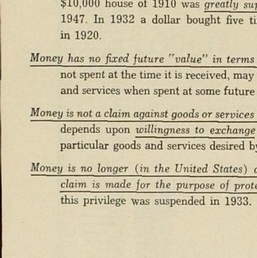 $10,000 house of 1910 was greatly
1947. In 1932 a dollar bought five
in 1920.
Money has no fixed future "value" in terms
not spent at the time it is received, may
and services when spent at some future
Money is not a claim against goods or services
depends upon willingness to exchange
particular goods and services desired
Money is no longer (in the United States)
claim is made for the purpose of
this privilege was suspended in 1933.